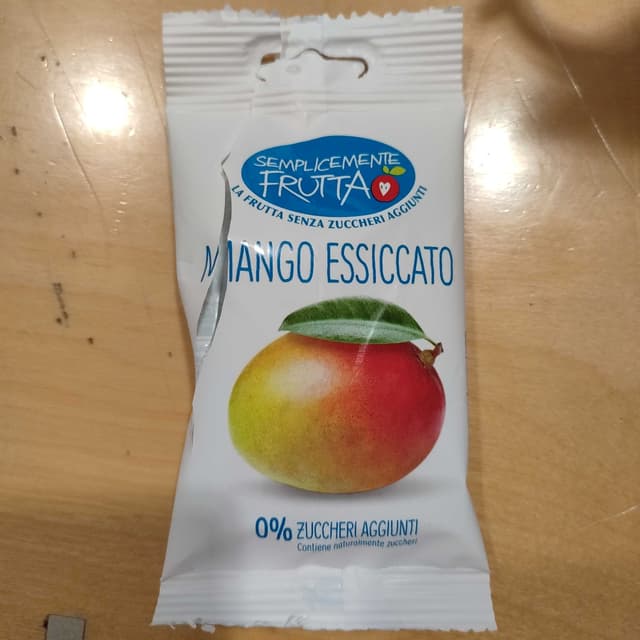 SEMPLICEMENTE
FRUTTA
LA FRUTTA SENZA ZUCCHERI AGGIUNTI
MANGO ESSICCATO
0% ZUCCHERI AGGIUNTI
Contiene naturalmente zuccheri